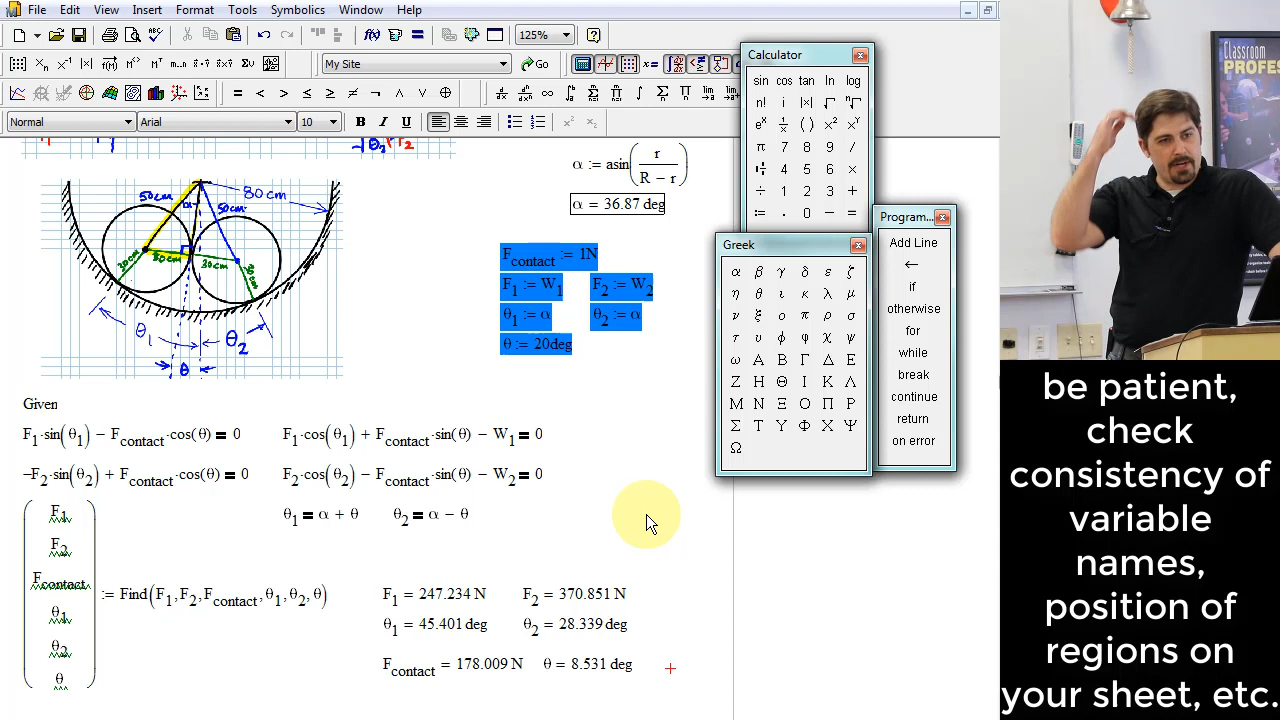 File Edit View Insert Format Tools Symbolics Window Help
125%
My Site Go
Normal Arial 10 B I U
Calculator
sin cos tan ln log
n! i |x| √ ⁿ√
eˣ 1/x ( ) x² xʸ
π 7 8 9 /
4 5 6 ×
÷ 1 2 3 +
:= . 0 − =
Program...
Add Line
←
if
otherwise
for
while
break
continue
return
on error
Greek
α β γ δ ε ζ
η θ ι κ λ μ
ν ξ ο π ρ σ
τ υ ϕ φ χ ψ
ω Α Β Γ Δ Ε
Ζ Η Θ Ι Κ Λ
Μ Ν Ξ Ο Π Ρ
Σ Τ Υ Φ Χ Ψ
Ω
α := asin(r/(R − r))
α = 36.87 deg
50cm 80cm
α 50cm
30cm 80cm 30cm
θ1 θ2
θ
Fcontact := 1N
F1 := W1 F2 := W2
θ1 := α θ2 := α
θ := 20deg
Given
F1·sin(θ1) − Fcontact·cos(θ) = 0 F1·cos(θ1) + Fcontact·sin(θ) − W1 = 0
−F2·sin(θ2) + Fcontact·cos(θ) = 0 F2·cos(θ2) − Fcontact·sin(θ) − W2 = 0
θ1 = α + θ θ2 = α − θ
F1
F2
Fcontact
θ1
θ2
θ
:= Find(F1,F2,Fcontact,θ1,θ2,θ)
F1 = 247.234 N F2 = 370.851 N
θ1 = 45.401 deg θ2 = 28.339 deg
Fcontact = 178.009 N θ = 8.531 deg
Classroom
PROFES
be patient,
check
consistency of
variable
names,
position of
regions on
your sheet, etc.